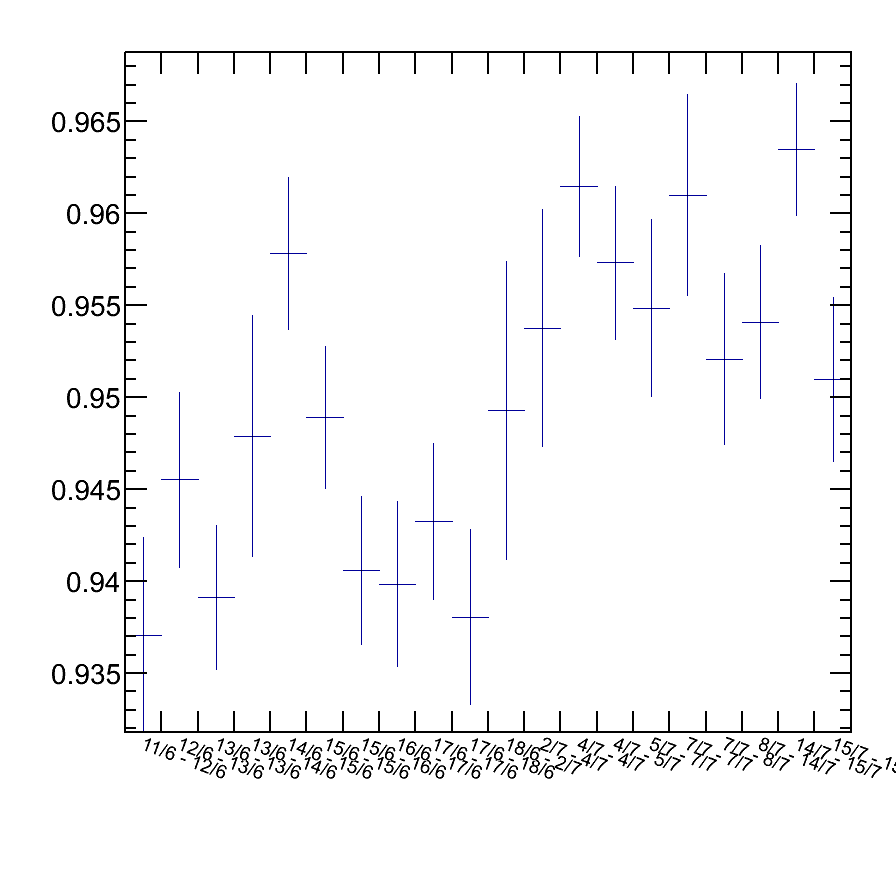 0.965
0.96
0.955
0.95
0.945
0.94
0.935
11/6 - 12/6
12/6 - 13/6
13/6 - 13/6
13/6 - 14/6
14/6 - 15/6
15/6 - 15/6
15/6 - 16/6
16/6 - 17/6
17/6 - 17/6
17/6 - 18/6
18/6 - 2/7
2/7 - 4/7
4/7 - 4/7
4/7 - 5/7
5/7 - 7/7
7/7 - 7/7
7/7 - 8/7
8/7 - 14/7
14/7 - 15/7
15/7 - 15